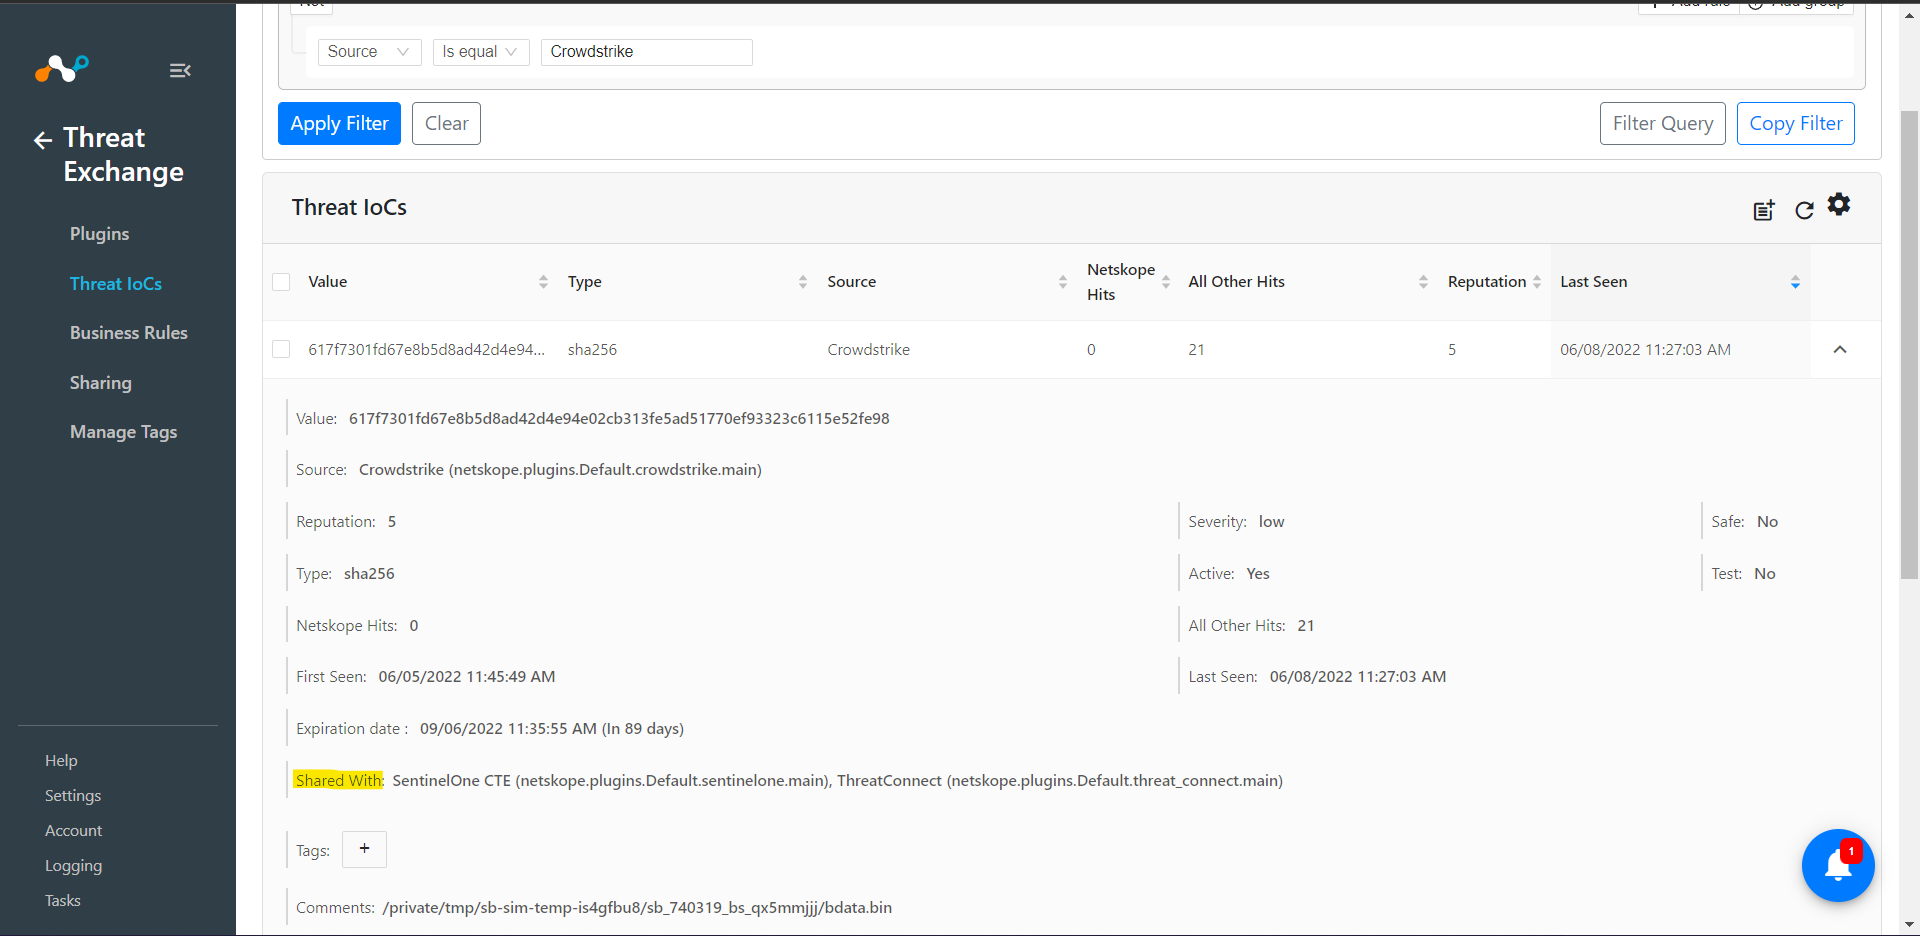 Not
Add rule
Add group
Source
Is equal
Crowdstrike
Apply Filter
Clear
Filter Query
Copy Filter
Threat
Exchange
Plugins
Threat IoCs
Business Rules
Sharing
Manage Tags
Help
Settings
Account
Logging
Tasks
Threat IoCs
Value Type Source Netskope Hits All Other Hits Reputation Last Seen
617f7301fd67e8b5d8ad42d4e94... sha256 Crowdstrike 0 21 5 06/08/2022 11:27:03 AM
Value: 617f7301fd67e8b5d8ad42d4e94e02cb313fe5ad51770ef93323c6115e52fe98
Source: Crowdstrike (netskope.plugins.Default.crowdstrike.main)
Reputation: 5 Severity: low Safe: No
Type: sha256 Active: Yes Test: No
Netskope Hits: 0 All Other Hits: 21
First Seen: 06/05/2022 11:45:49 AM Last Seen: 06/08/2022 11:27:03 AM
Expiration date : 09/06/2022 11:35:55 AM (In 89 days)
Shared With: SentinelOne CTE (netskope.plugins.Default.sentinelone.main), ThreatConnect (netskope.plugins.Default.threat_connect.main)
Tags: +
Comments: /private/tmp/sb-sim-temp-is4gfbu8/sb_740319_bs_qx5mmjjj/bdata.bin
1